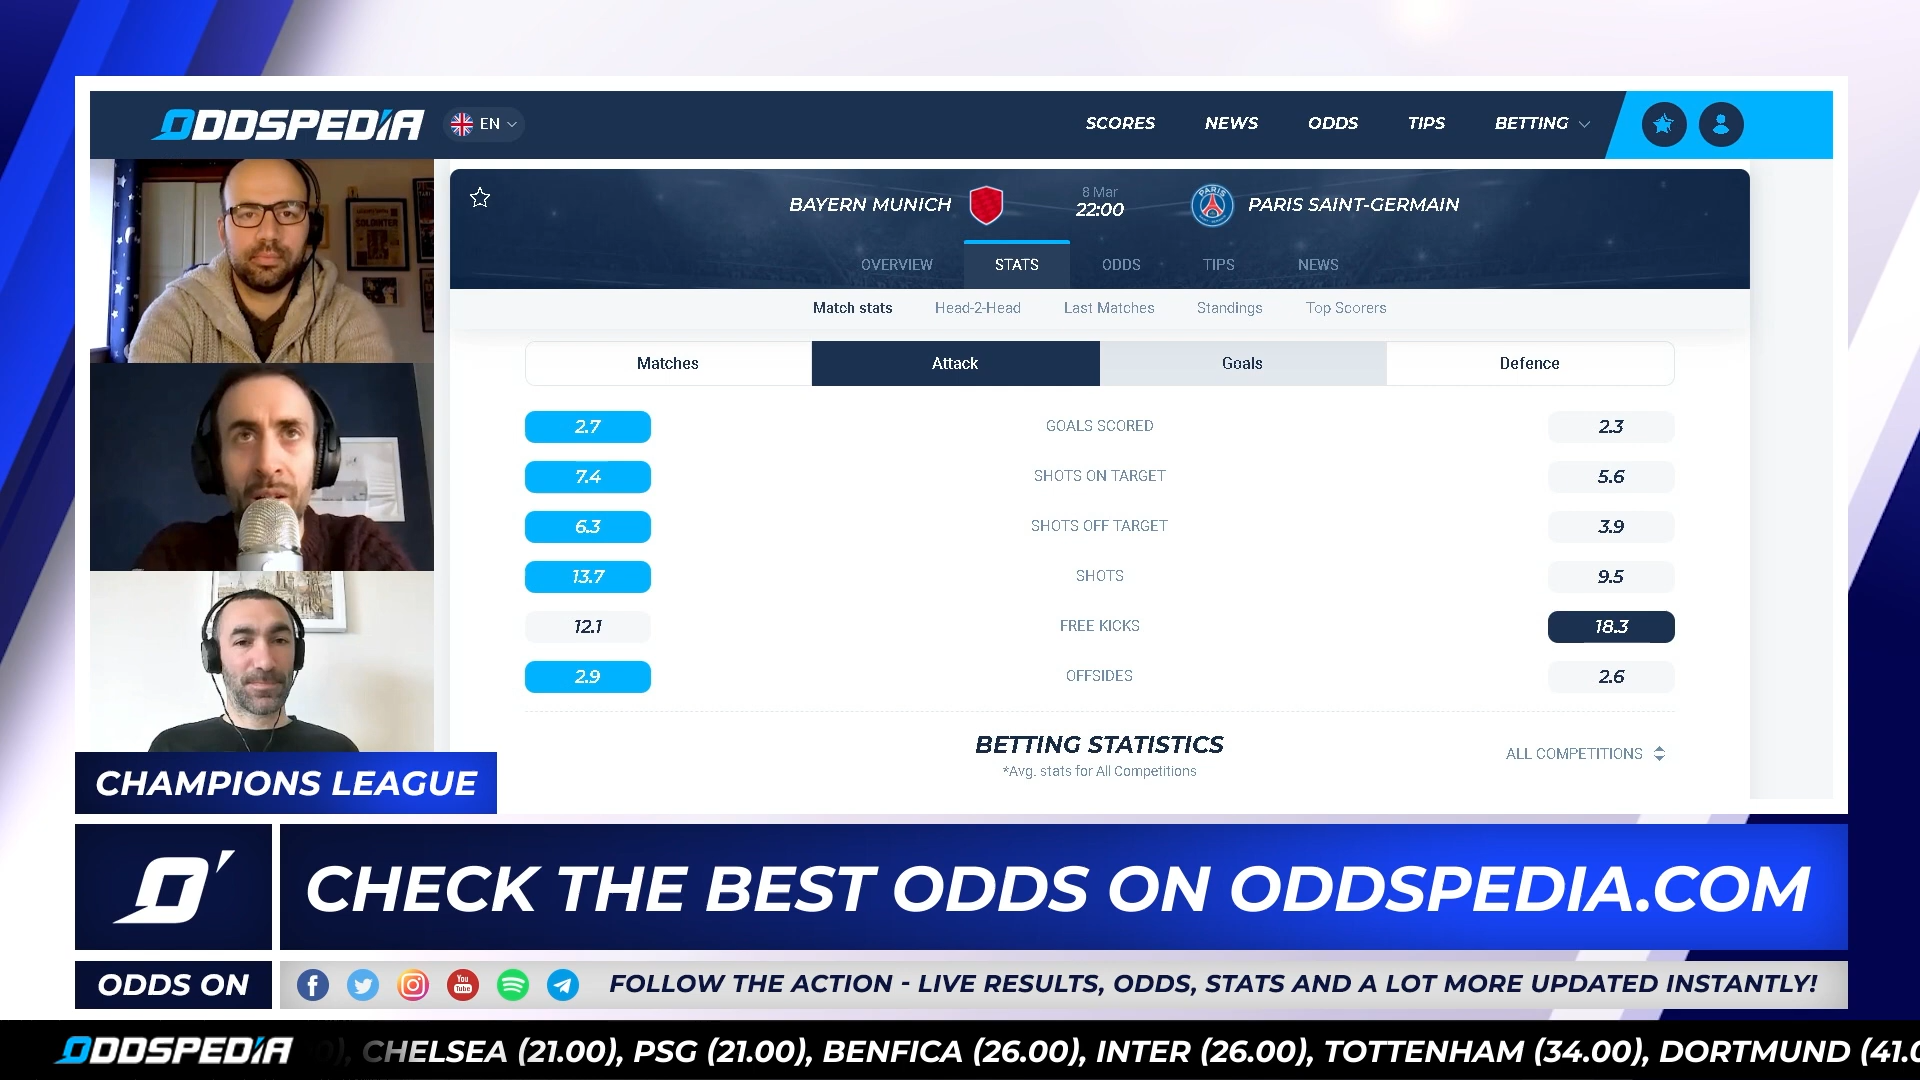 ODDSPEDIA
EN
SCORES NEWS ODDS TIPS BETTING
BAYERN MUNICH
8 Mar
22:00
PARIS SAINT-GERMAIN
PARIS
OVERVIEW STATS ODDS TIPS NEWS
Match stats Head-2-Head Last Matches Standings Top Scorers
Matches Attack Goals Defence
2.7 GOALS SCORED 2.3
7.4 SHOTS ON TARGET 5.6
6.3 SHOTS OFF TARGET 3.9
13.7 SHOTS 9.5
12.1 FREE KICKS 18.3
2.9 OFFSIDES 2.6
BETTING STATISTICS
*Avg. stats for All Competitions
ALL COMPETITIONS
CHAMPIONS LEAGUE
CHECK THE BEST ODDS ON ODDSPEDIA.COM
ODDS ON
You Tube
FOLLOW THE ACTION - LIVE RESULTS, ODDS, STATS AND A LOT MORE UPDATED INSTANTLY!
ODDSPEDIA
0), CHELSEA (21.00), PSG (21.00), BENFICA (26.00), INTER (26.00), TOTTENHAM (34.00), DORTMUND (41.0